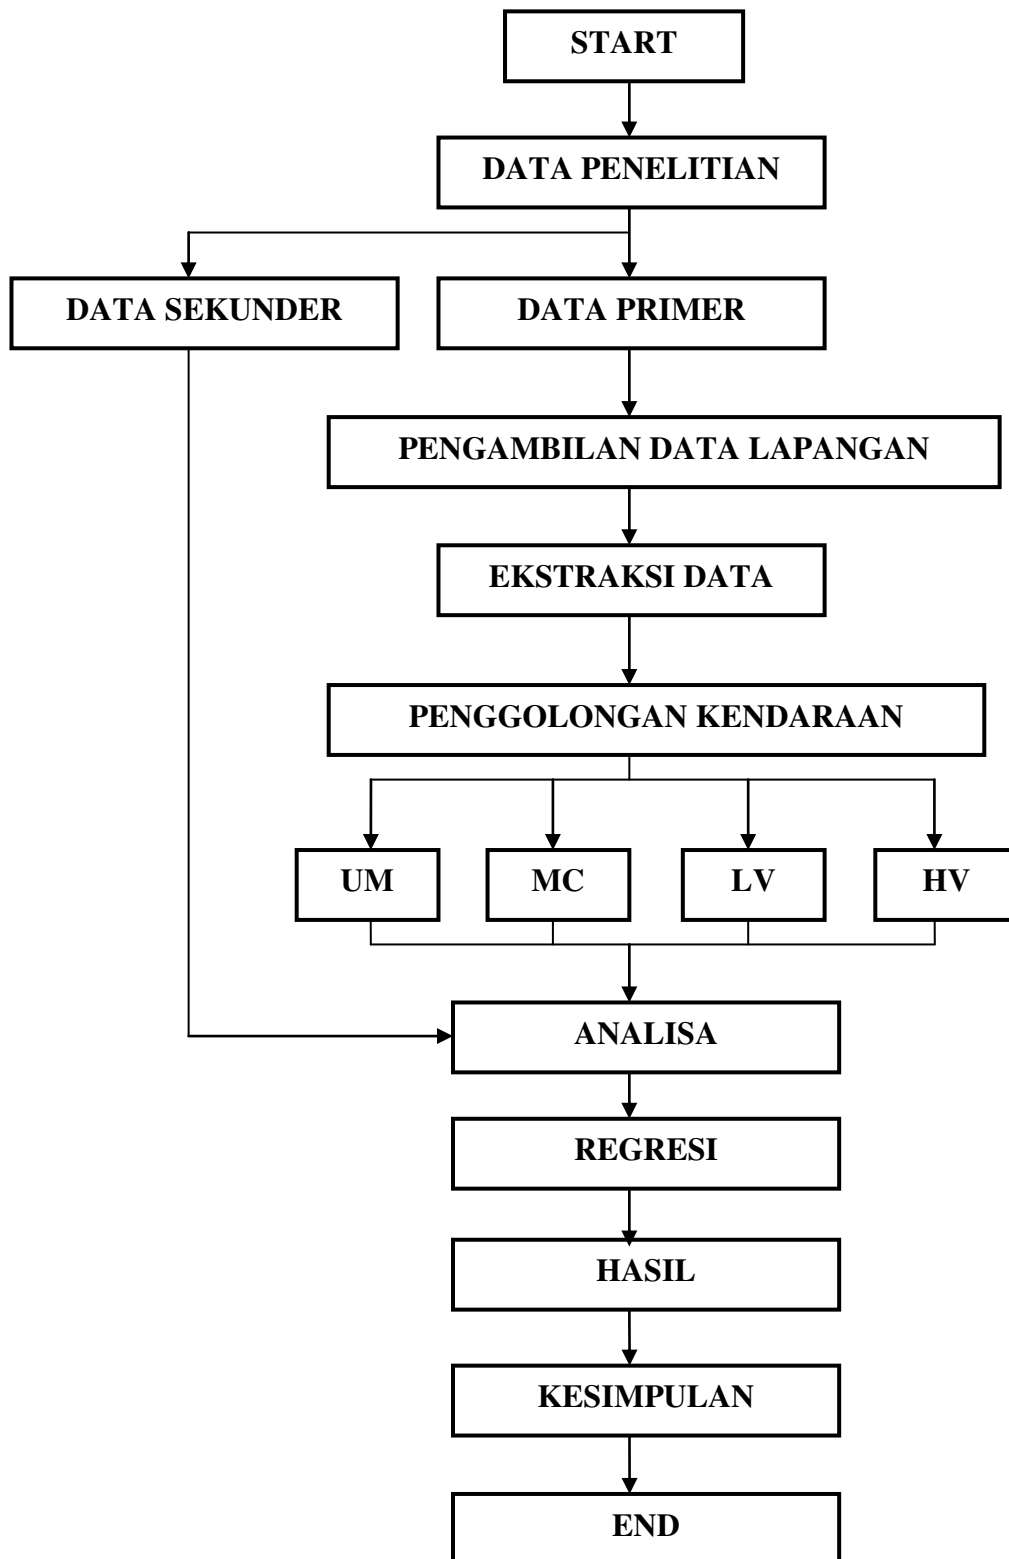 START
DATA PENELITIAN
DATA SEKUNDER
DATA PRIMER
PENGAMBILAN DATA LAPANGAN
EKSTRAKSI DATA
PENGGOLONGAN KENDARAAN
UM
MC
LV
HV
ANALISA
REGRESI
HASIL
KESIMPULAN
END